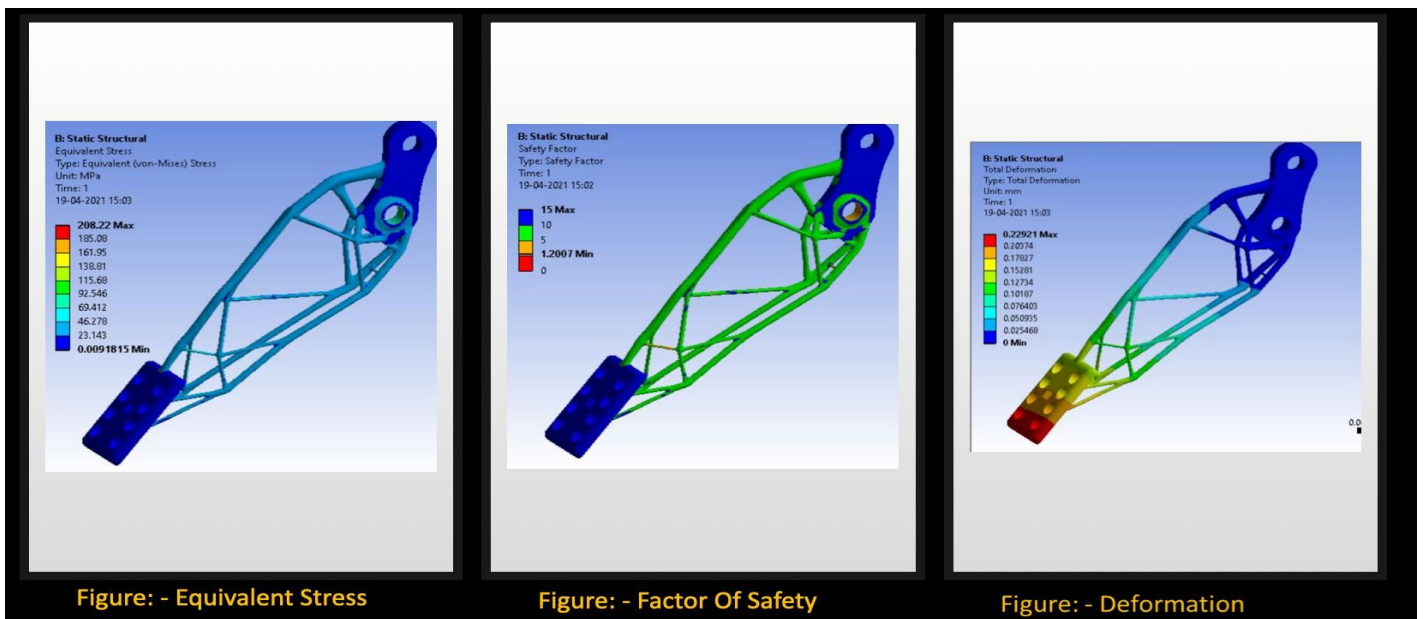 B: Static Structural
Equivalent Stress
Type: Equivalent (von-Mises) Stress
Unit: MPa
Time: 1
19-04-2021 15:03
208.22 Max
185.08
161.95
138.81
115.68
92.546
69.412
46.278
23.143
0.0091815 Min
Figure: - Equivalent Stress
B: Static Structural
Safety Factor
Type: Safety Factor
Time: 1
19-04-2021 15:02
15 Max
10
5
1.2007 Min
0
Figure: - Factor Of Safety
B: Static Structural
Total Deformation
Type: Total Deformation
Unit: mm
Time: 1
19-04-2021 15:03
0.22921 Max
0.20374
0.17827
0.15281
0.12734
0.10187
0.076403
0.050935
0.025468
0 Min
Figure: - Deformation